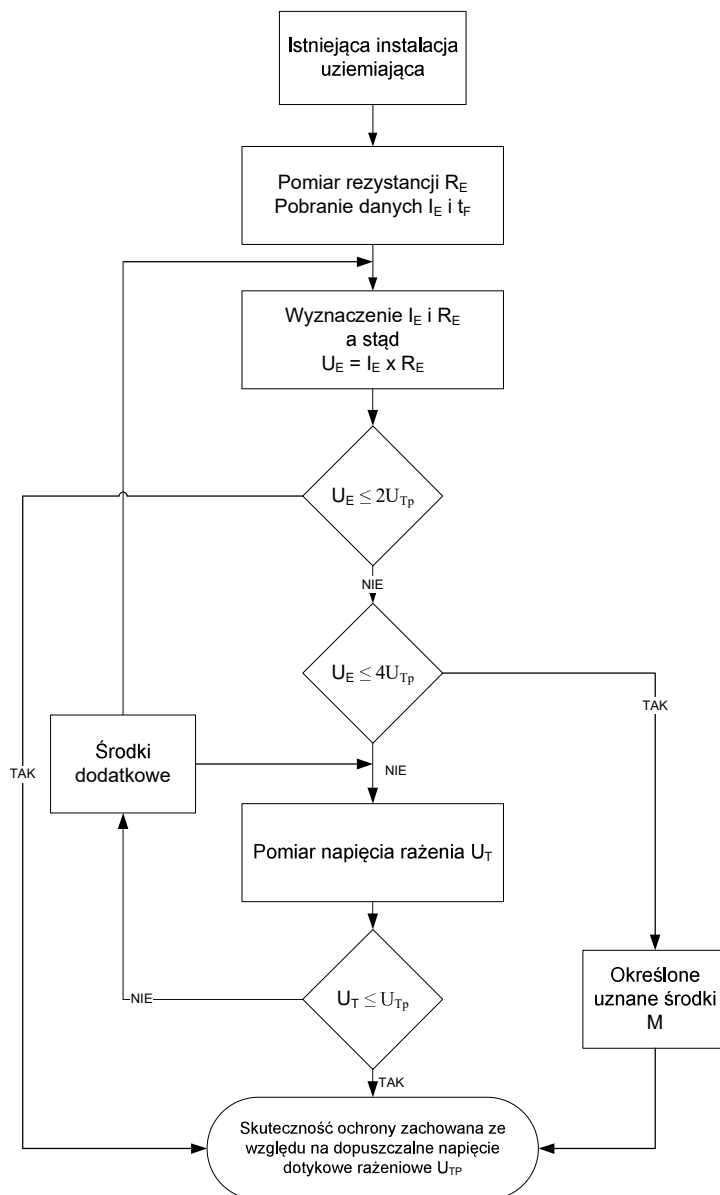 Istniejąca instalacja
uziemiająca
Pomiar rezystancji R_E
Pobranie danych I_E i t_F
Wyznaczenie I_E i R_E
a stąd
U_E = I_E x R_E
U_E ≤ 2U_Tp
NIE
U_E ≤ 4U_Tp
TAK
Środki
dodatkowe
TAK
NIE
Pomiar napięcia rażenia U_T
Określone
uznane środki
M
NIE
U_T ≤ U_Tp
TAK
Skuteczność ochrony zachowana ze
względu na dopuszczalne napięcie
dotykowe rażeniowe U_TP